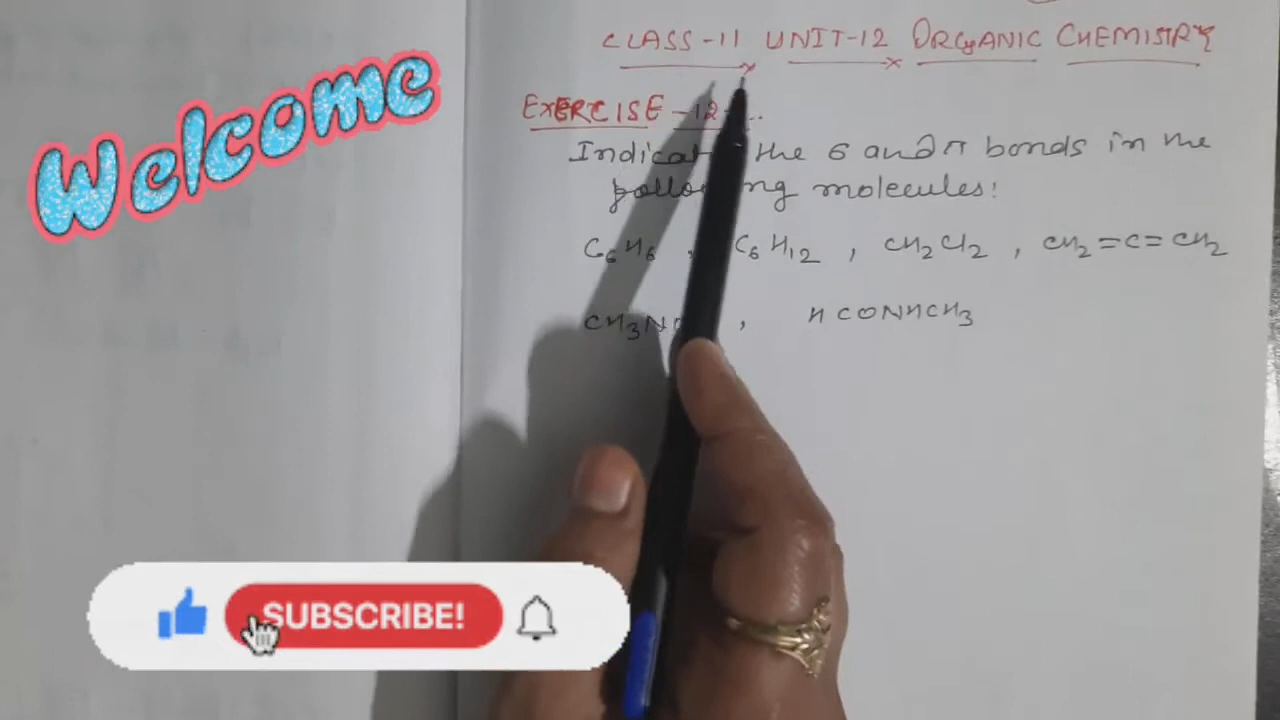 CLASS-11 UNIT-12 ORGANIC CHEMISTRY
Welcome
EXERCISE-12
the σ and π bonds in the
molecules:
C6H6, C6H12, CH2Cl2, CH2=C=CH2
, HCONHCH3
SUBSCRIBE!